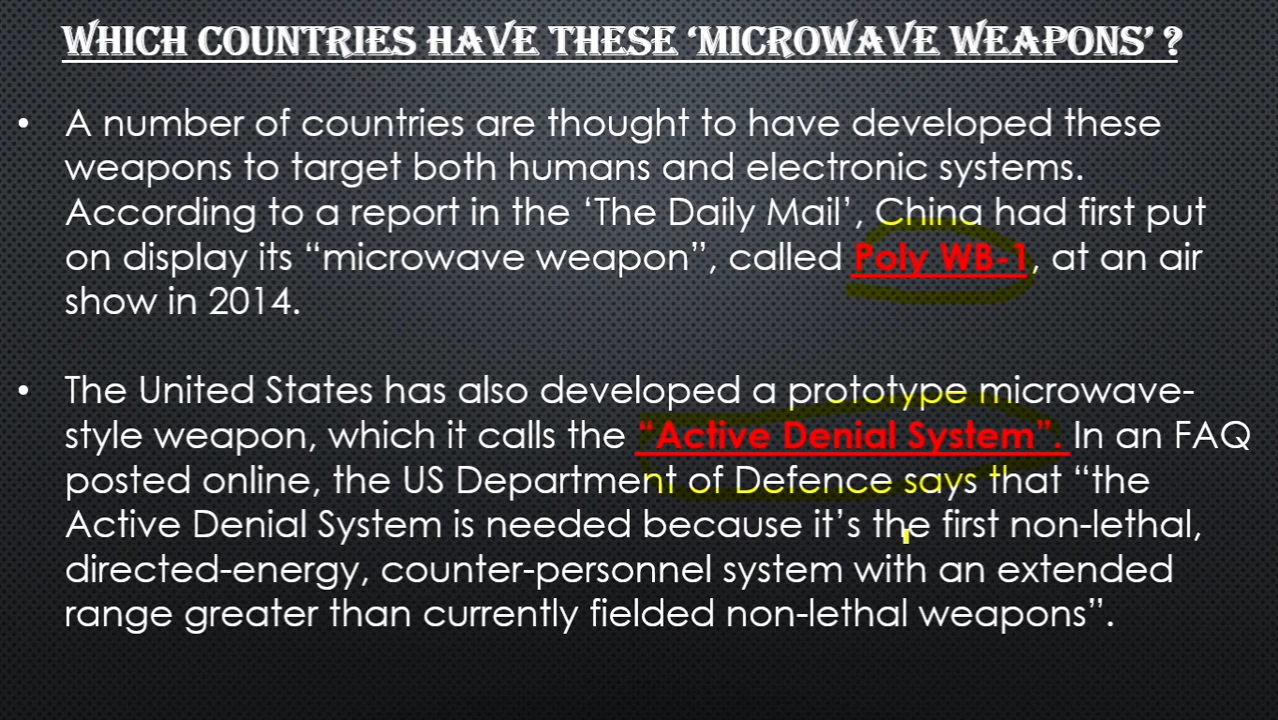 WHICH COUNTRIES HAVE THESE ‘MICROWAVE WEAPONS’ ?
• A number of countries are thought to have developed these
weapons to target both humans and electronic systems.
According to a report in the ‘The Daily Mail’, China had first put
on display its “microwave weapon”, called Poly WB-1, at an air
show in 2014.
• The United States has also developed a prototype microwave-
style weapon, which it calls the “Active Denial System”. In an FAQ
posted online, the US Department of Defence says that “the
Active Denial System is needed because it’s the first non-lethal,
directed-energy, counter-personnel system with an extended
range greater than currently fielded non-lethal weapons”.